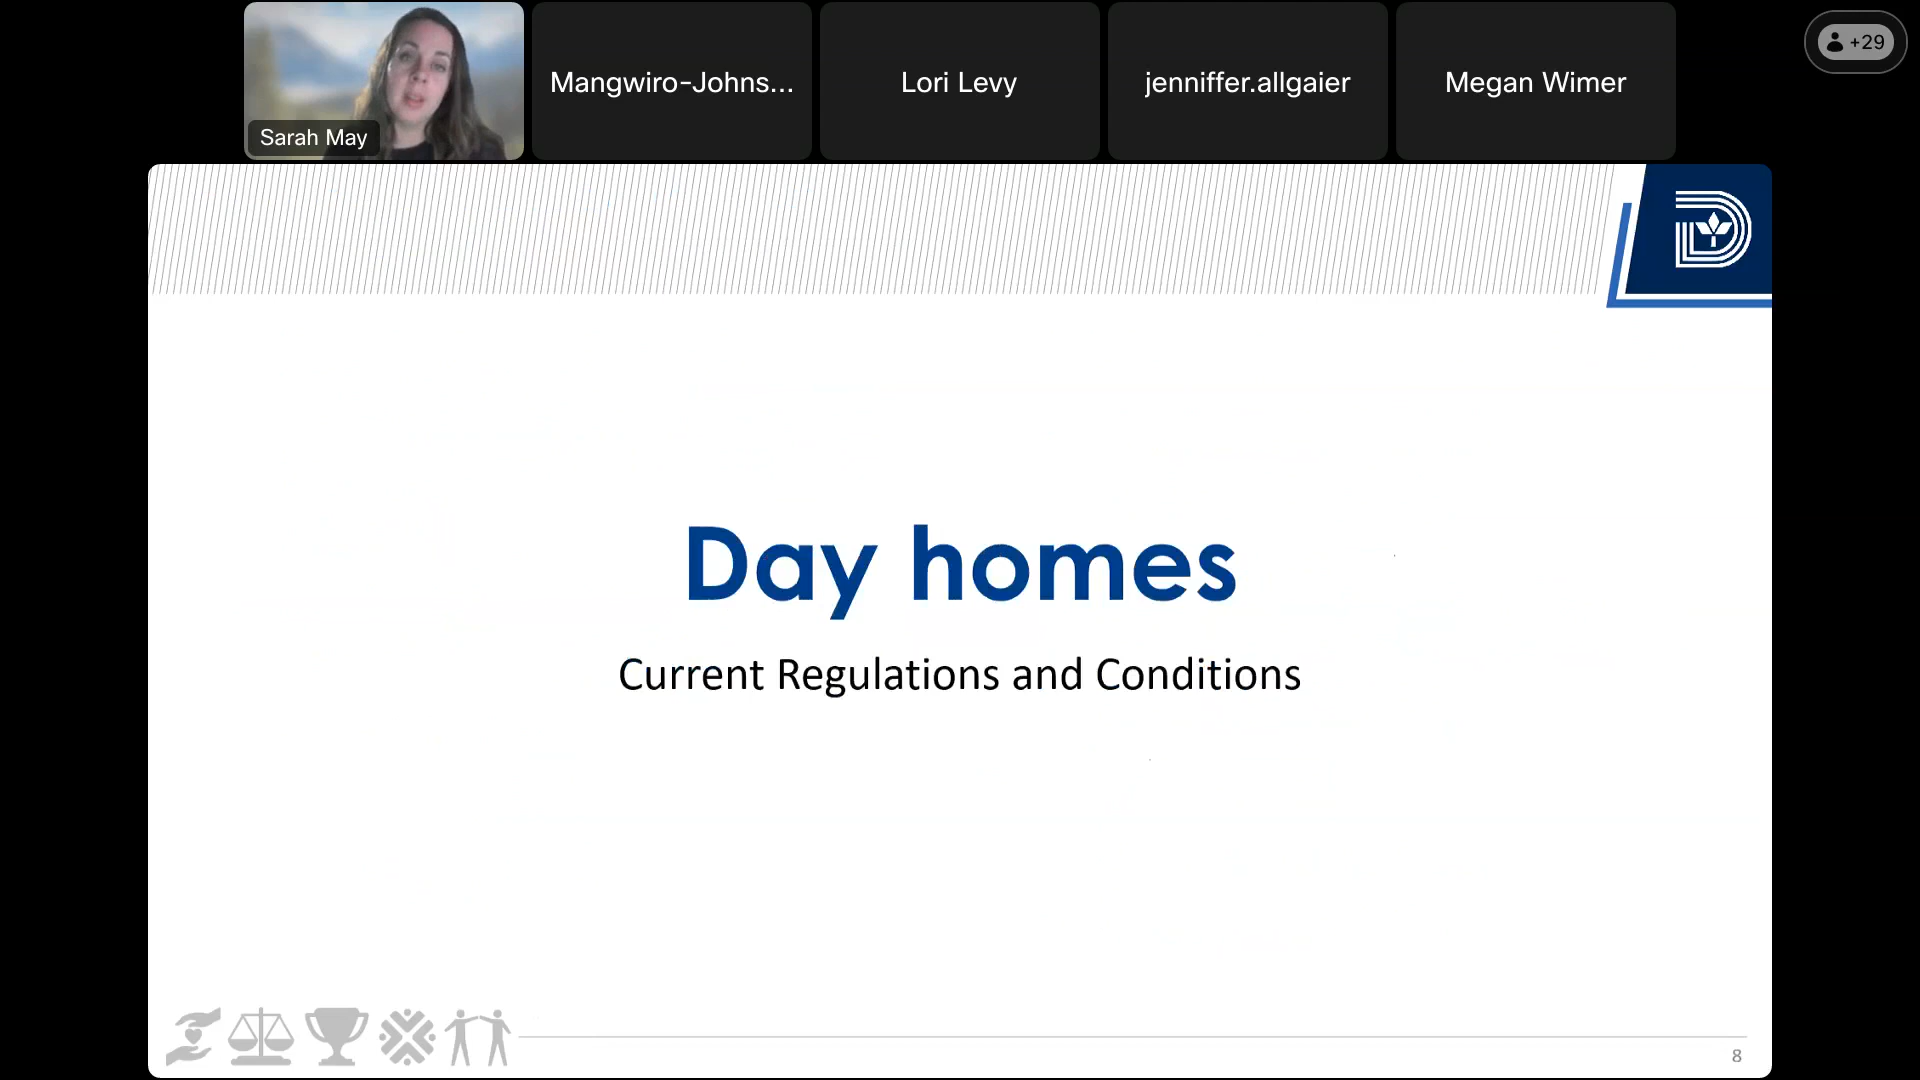 Sarah May
Mangwiro-Johns...
Lori Levy
jenniffer.allgaier
Megan Wimer
+29
Day homes
Current Regulations and Conditions
8